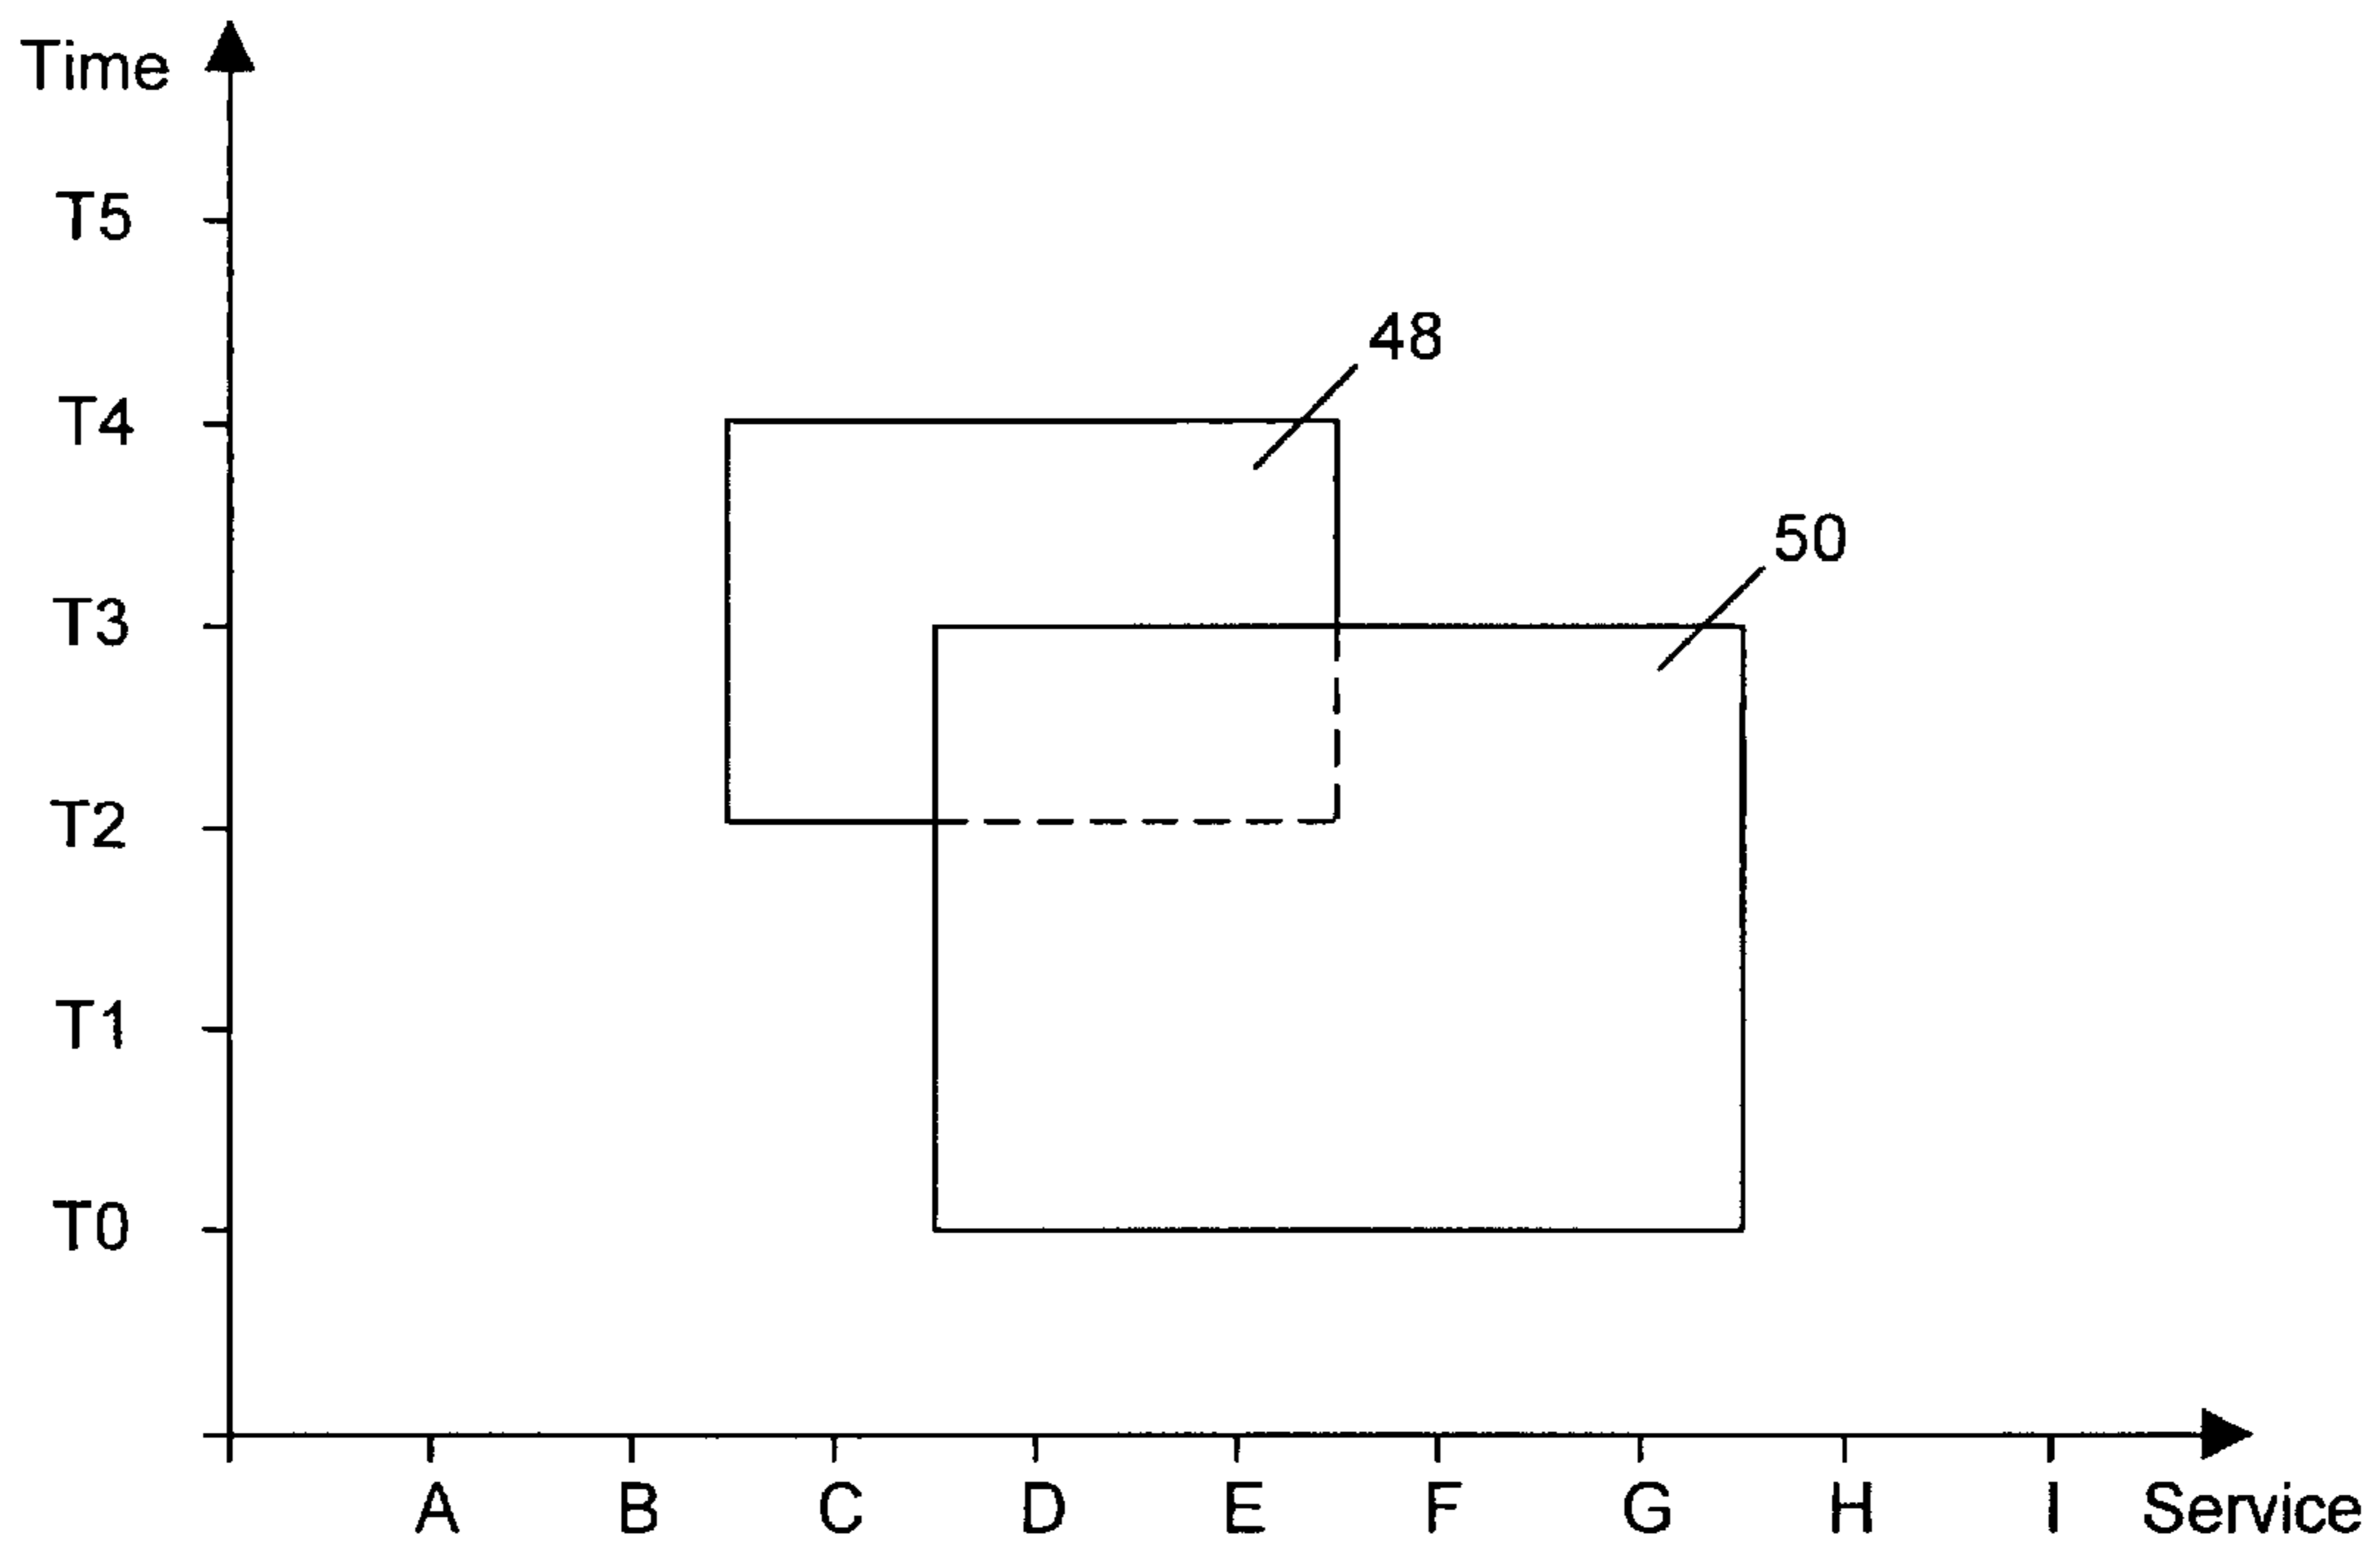 Time
T5
48
T4
50
T3
T2
T1
T0
A B C D E F G H I Service